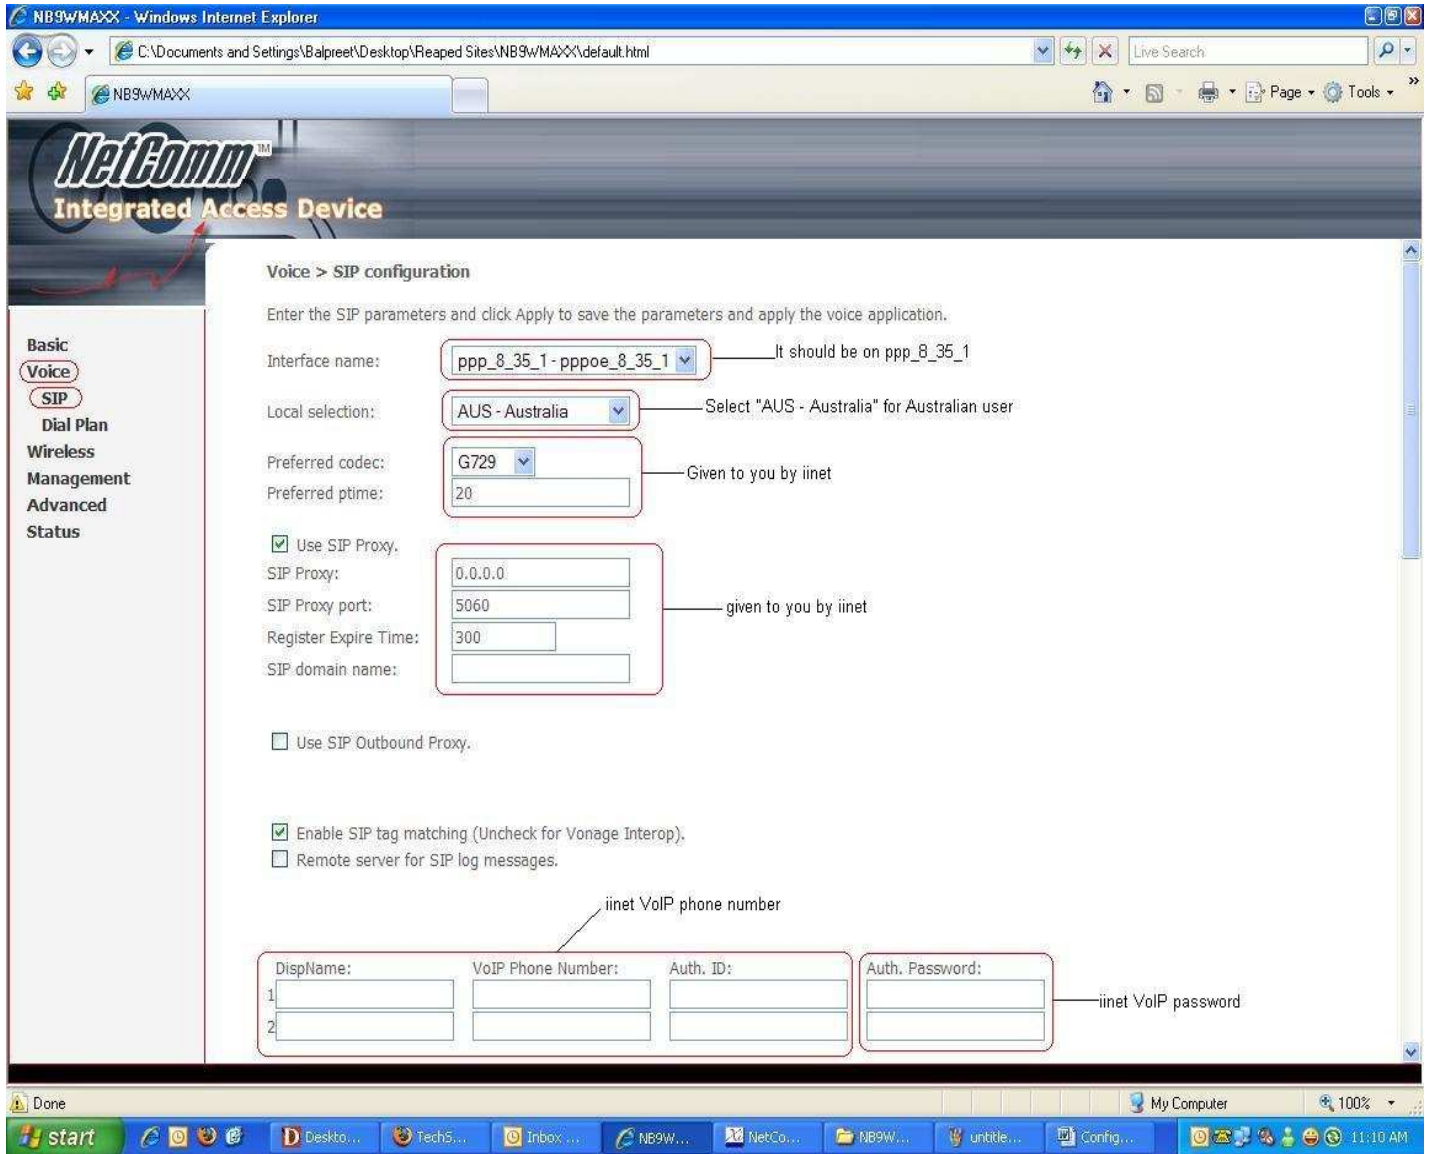 NB9WMAXX - Windows Internet Explorer
C:\Documents and Settings\Balpreet\Desktop\Reaped Sites\NB9WMAXX\default.html
Live Search
NB9WMAXX
Page
Tools
NetComm TM
Integrated Access Device
Basic
Voice
SIP
Dial Plan
Wireless
Management
Advanced
Status
Voice > SIP configuration
Enter the SIP parameters and click Apply to save the parameters and apply the voice application.
Interface name: ppp_8_35_1 - pppoe_8_35_1 It should be on ppp_8_35_1
Local selection: AUS - Australia Select "AUS - Australia" for Australian user
Preferred codec: G729
Given to you by iinet
Preferred ptime: 20
Use SIP Proxy.
SIP Proxy: 0.0.0.0
SIP Proxy port: 5060 given to you by iinet
Register Expire Time: 300
SIP domain name:
Use SIP Outbound Proxy.
Enable SIP tag matching (Uncheck for Vonage Interop).
Remote server for SIP log messages.
iinet VoIP phone number
DispName: VoIP Phone Number: Auth. ID: Auth. Password:
1
iinet VoIP password
2
Done My Computer 100%
start Deskto... Tech5... Inbox ... NB9W... NetCo... NB9W... untitle... Config... 11:10 AM